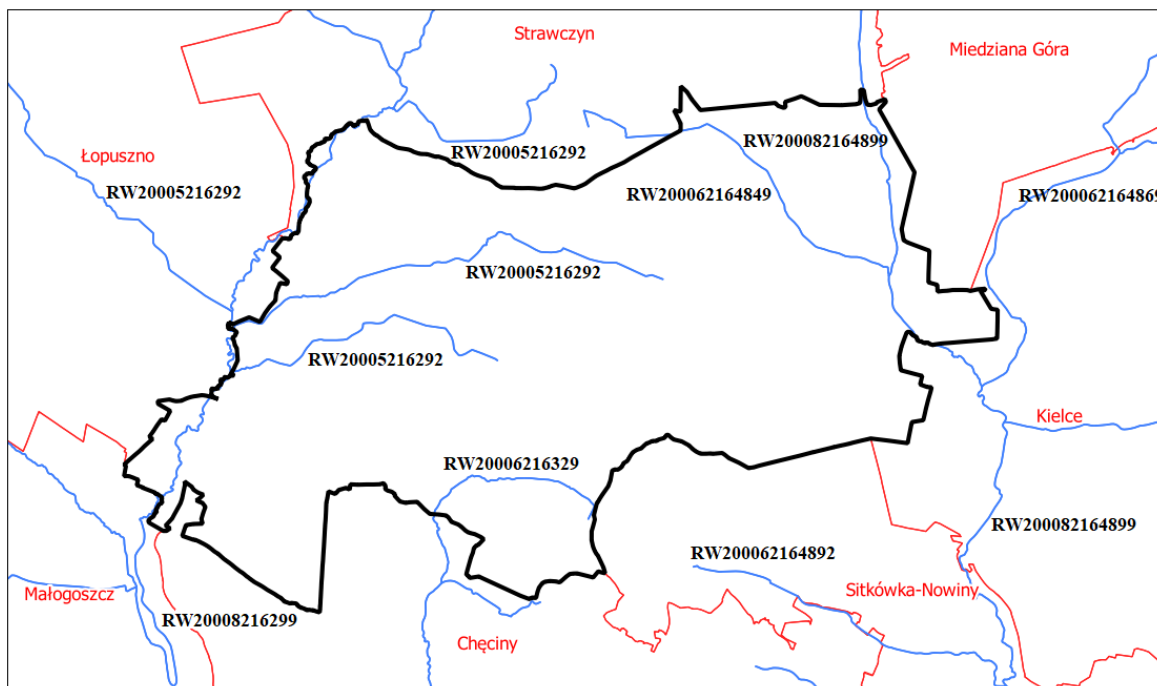 Strawczyn
Miedziana Góra
RW200082164899
Łopuszno
RW20005216292
RW20005216292
RW200062164849
RW200062164869
RW20005216292
RW20005216292
Kielce
RW20006216329
RW200082164899
RW200062164892
Małogoszcz
Sitkówka-Nowiny
RW20008216299
Chęciny